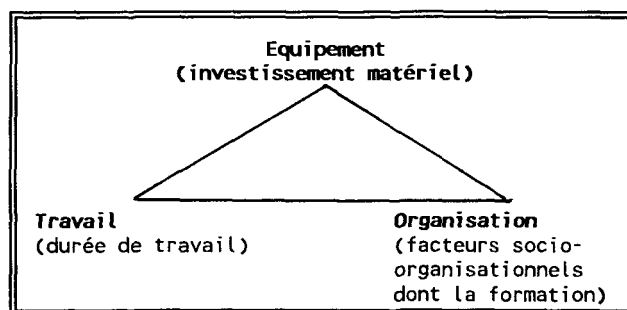 Equipement
(investissement matériel)
Travail
(durée de travail)
Organisation
(facteurs socio-
organisationnels
dont la formation)